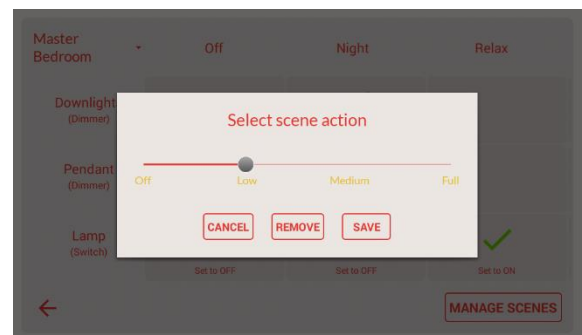 Master
Bedroom
Off
Night
Relax
Downlight
(Dimmer)
Pendant
(Dimmer)
Lamp
(Switch)
Select scene action
Off
Low
Medium
Full
CANCEL
REMOVE
SAVE
Set to OFF
Set to OFF
Set to ON
MANAGE SCENES